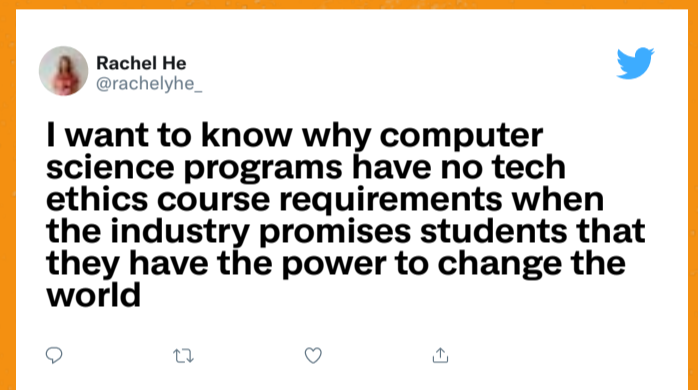 Rachel He
@rachelyhe_
I want to know why computer
science programs have no tech
ethics course requirements when
the industry promises students that
they have the power to change the
world